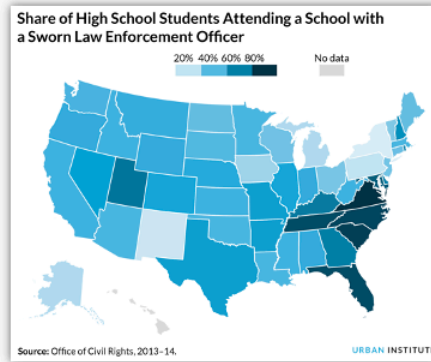 Share of High School Students Attending a School with
a Sworn Law Enforcement Officer
20% 40% 60% 80% No data
Source: Office of Civil Rights, 2013–14. URBAN INSTITUT